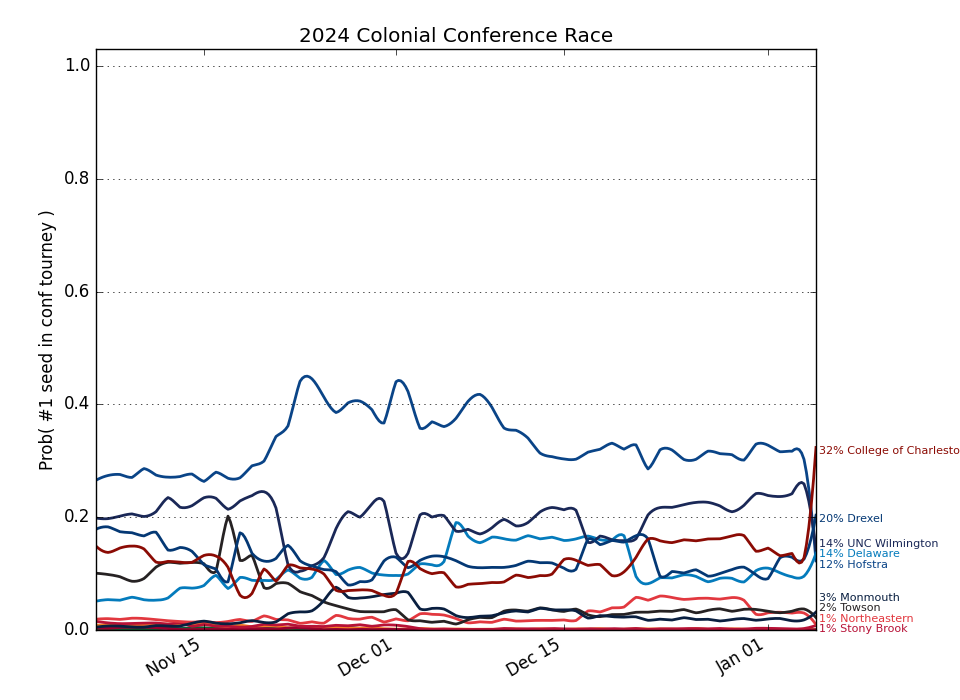 2024 Colonial Conference Race
Prob( #1 seed in conf tourney )
1.0
0.8
0.6
0.4
0.2
0.0
Nov 15
Dec 01
Dec 15
Jan 01
32% College of Charlesto
20% Drexel
14% UNC Wilmington
14% Delaware
12% Hofstra
3% Monmouth
2% Towson
1% Northeastern
1% Stony Brook